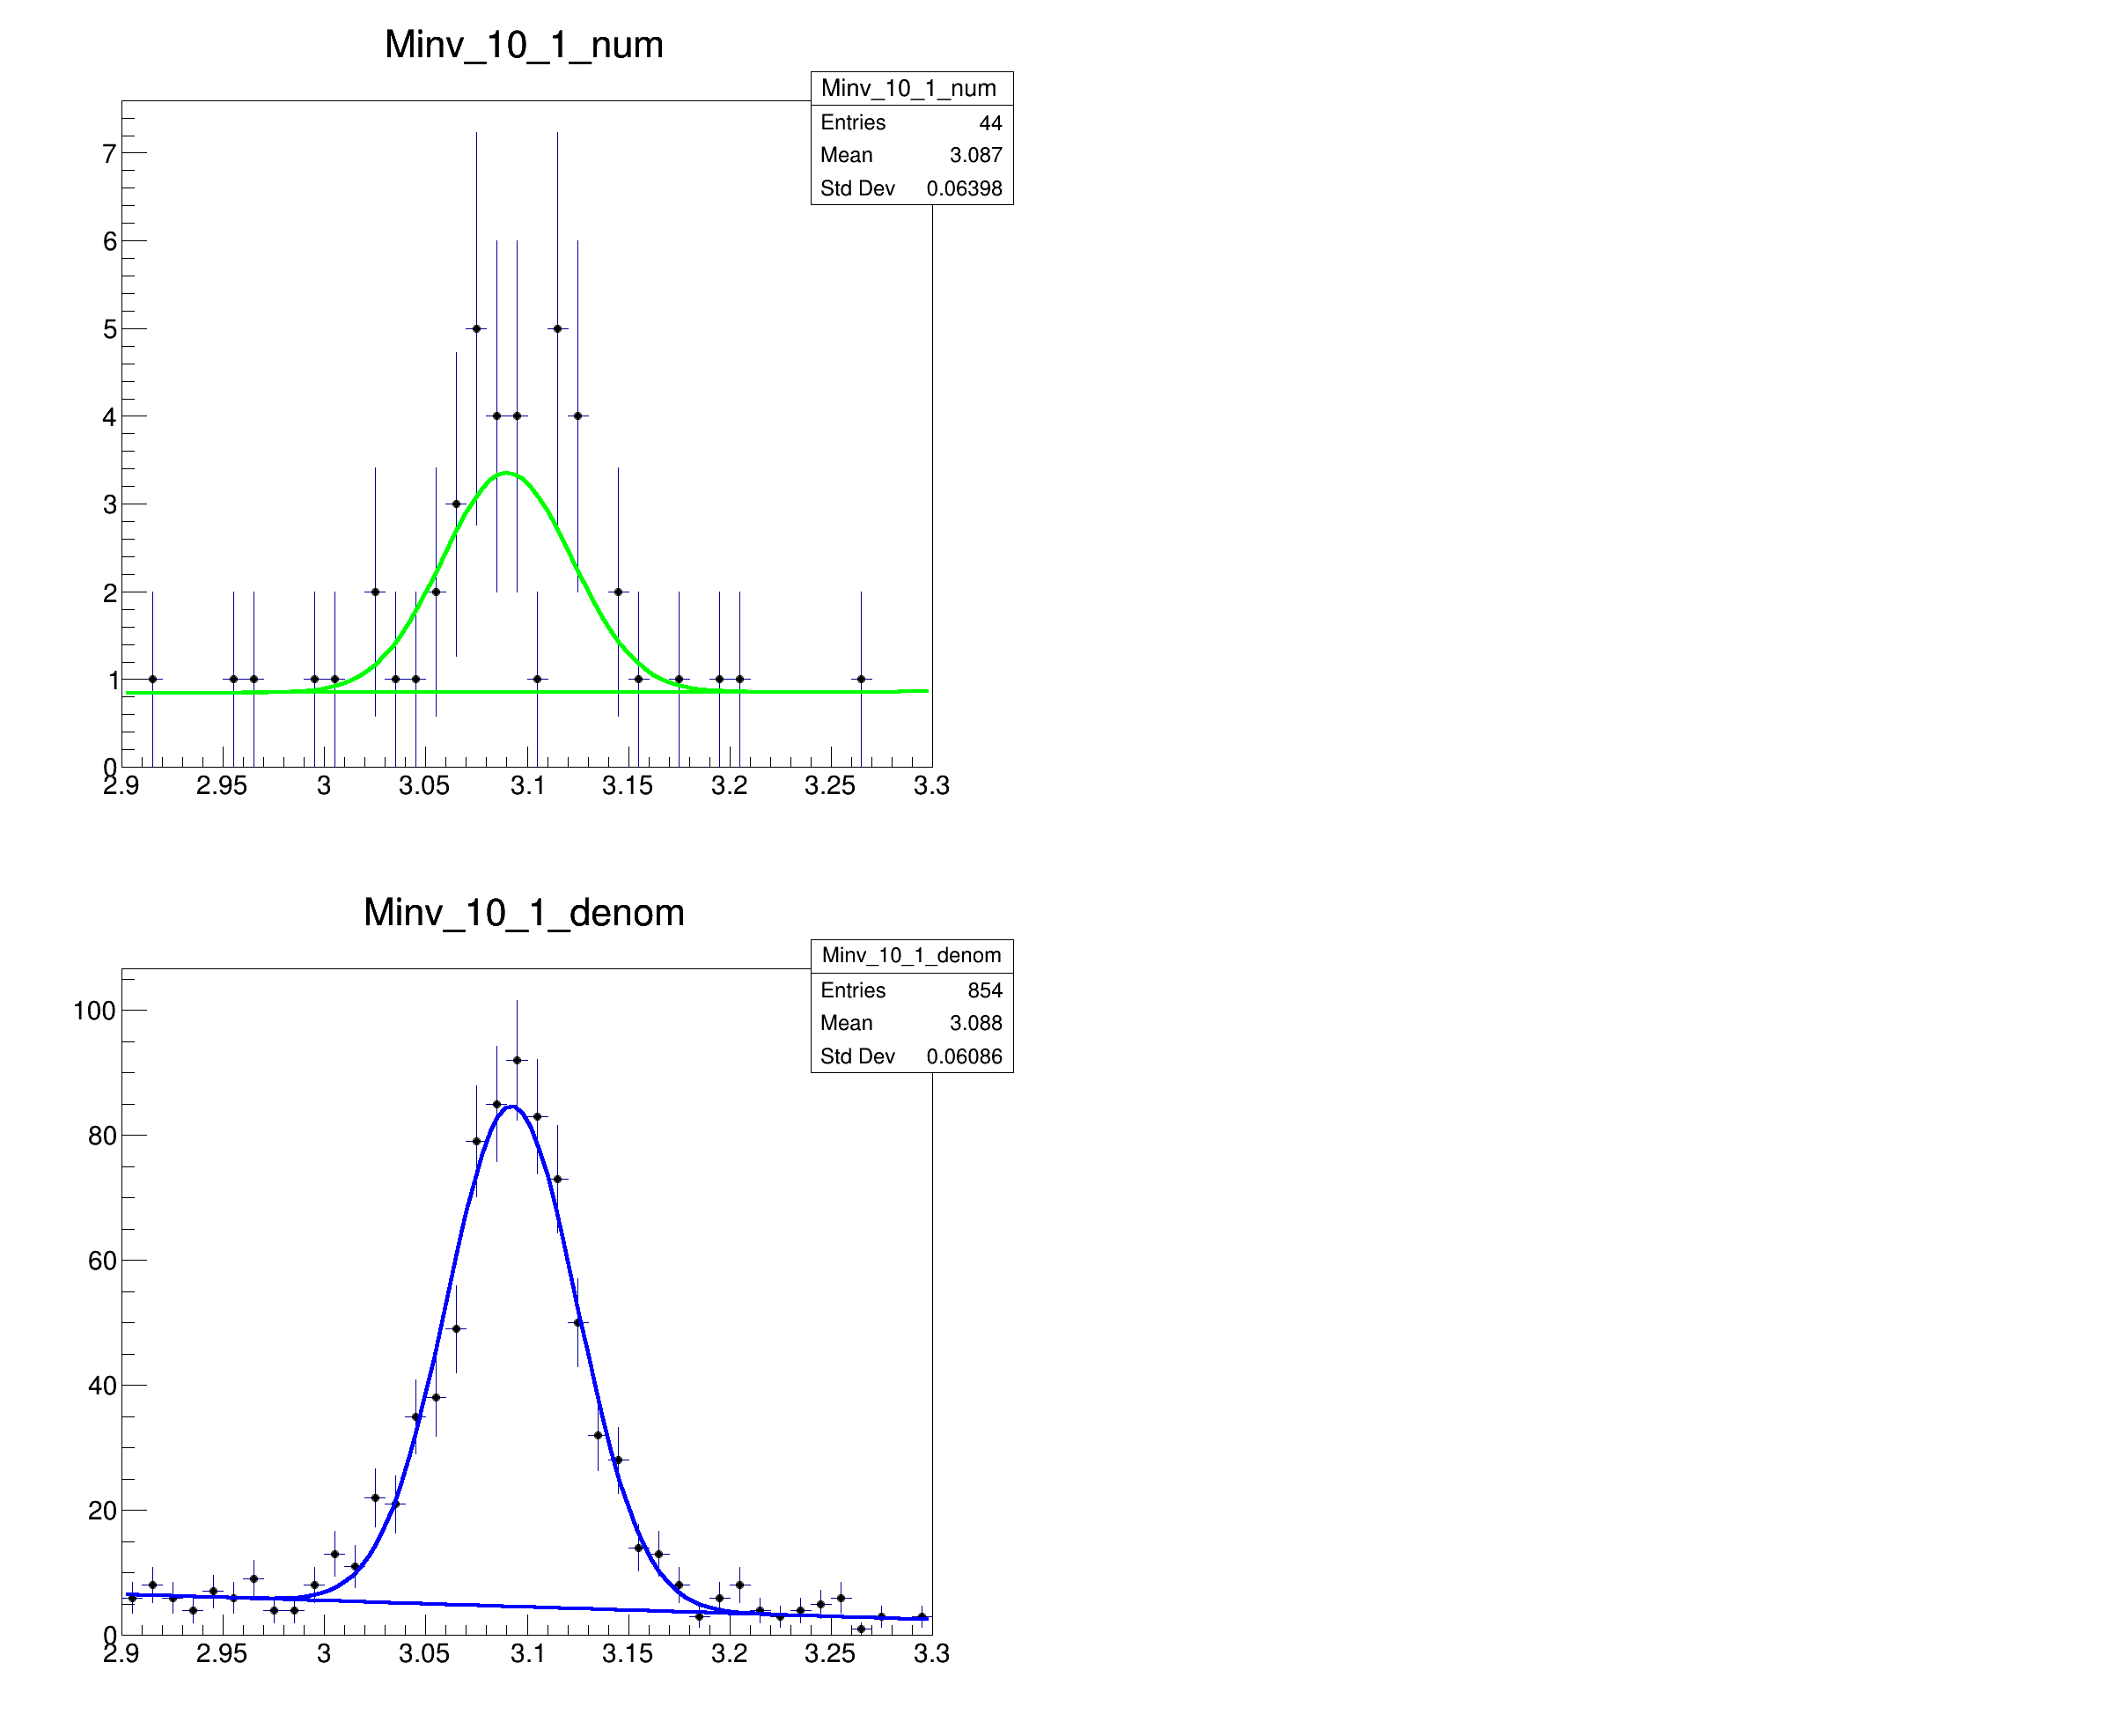 Minv_10_1_num
Minv_10_1_num
Entries 44
Mean 3.087
Std Dev 0.06398
7
6
5
4
3
2
1
0
2.9 2.95 3 3.05 3.1 3.15 3.2 3.25 3.3
Minv_10_1_denom
Minv_10_1_denom
Entries 854
Mean 3.088
Std Dev 0.06086
100
80
60
40
20
0
2.9 2.95 3 3.05 3.1 3.15 3.2 3.25 3.3